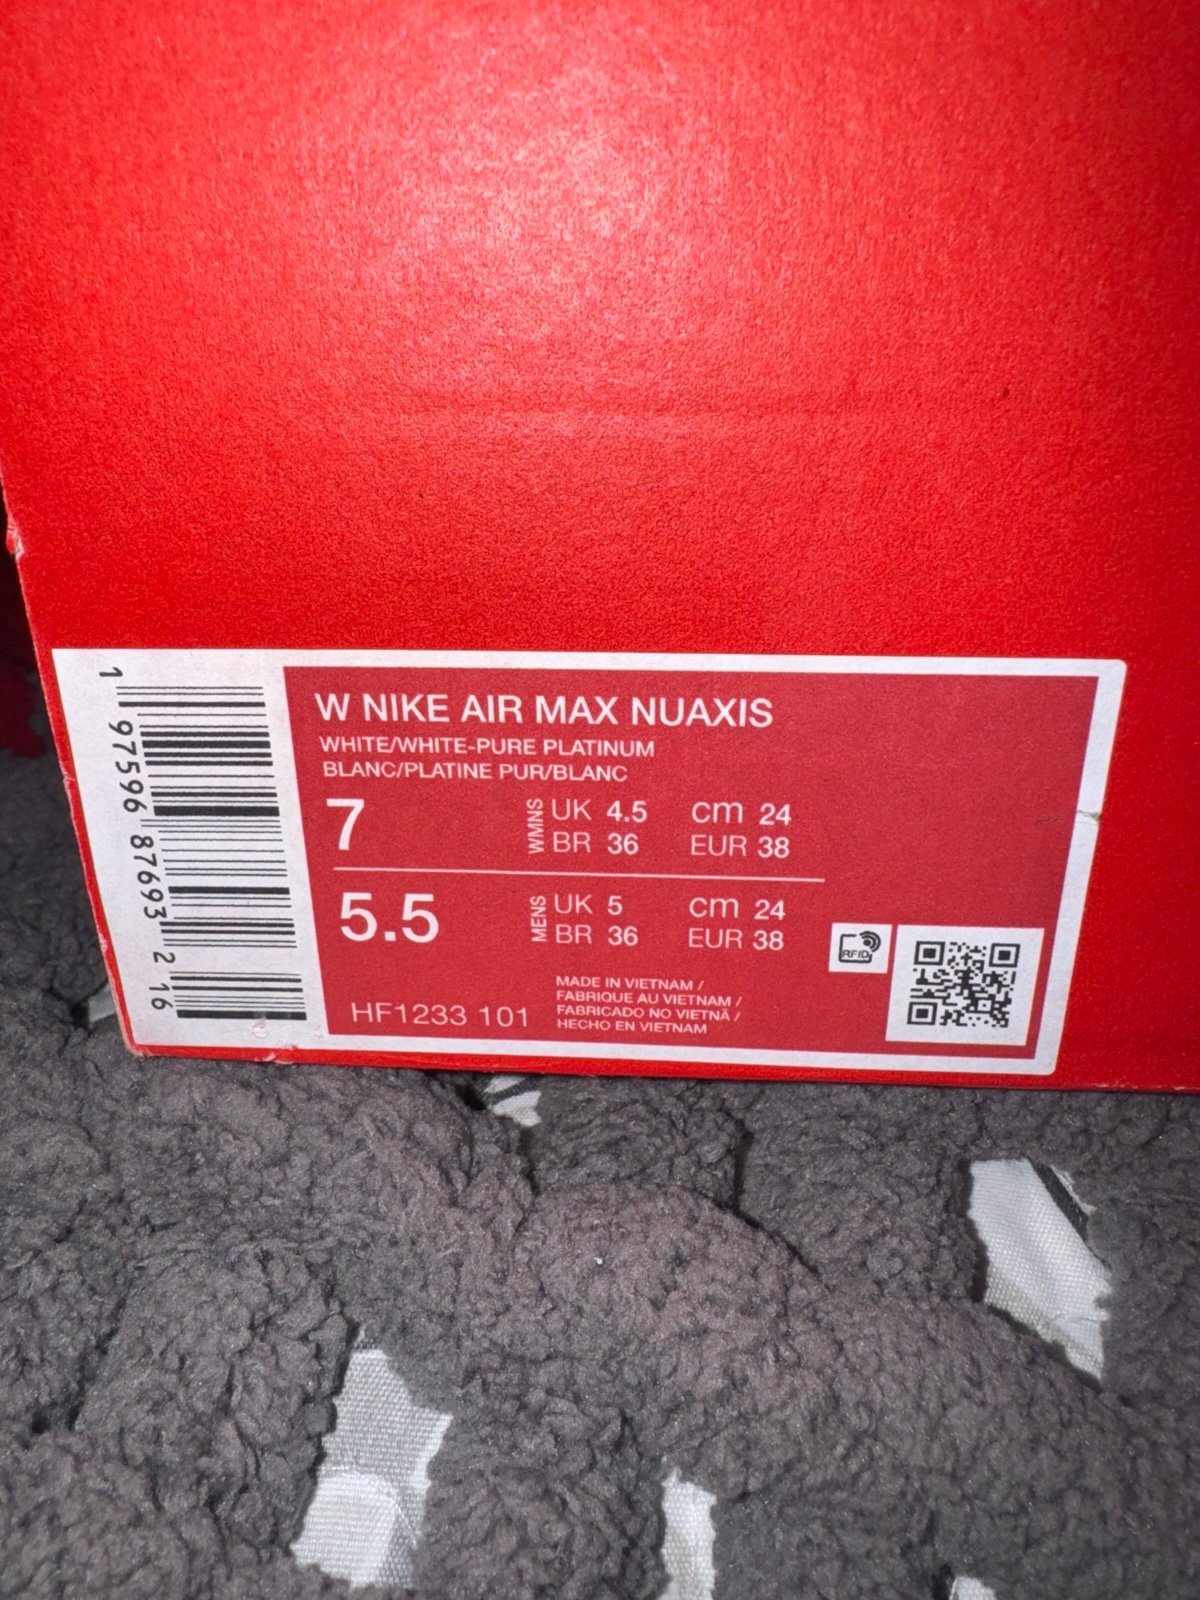 W NIKE AIR MAX NUAXIS
WHITE/WHITE-PURE PLATINUM
BLANC/PLATINE PUR/BLANC
7 WMNS UK 4.5 cm 24
BR 36 EUR 38
5.5 MENS UK 5 cm 24
BR 36 EUR 38
HF1233 101
MADE IN VIETNAM /
FABRIQUE AU VIETNAM /
FABRICADO NO VIETNÃ /
HECHO EN VIETNAM
RFID
1 97596 87693 2 16